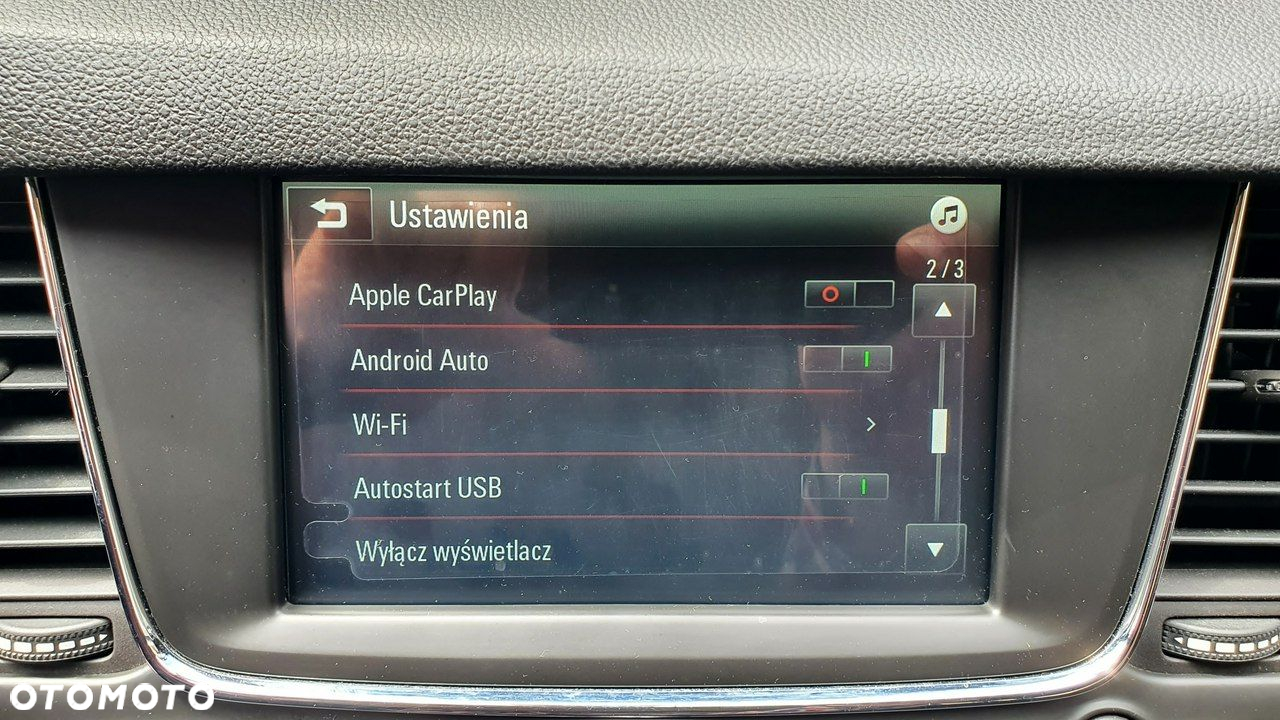 Ustawienia
2/3
Apple CarPlay
Android Auto
Wi-Fi
Autostart USB
Wyłącz wyświetlacz
OTOMOTO